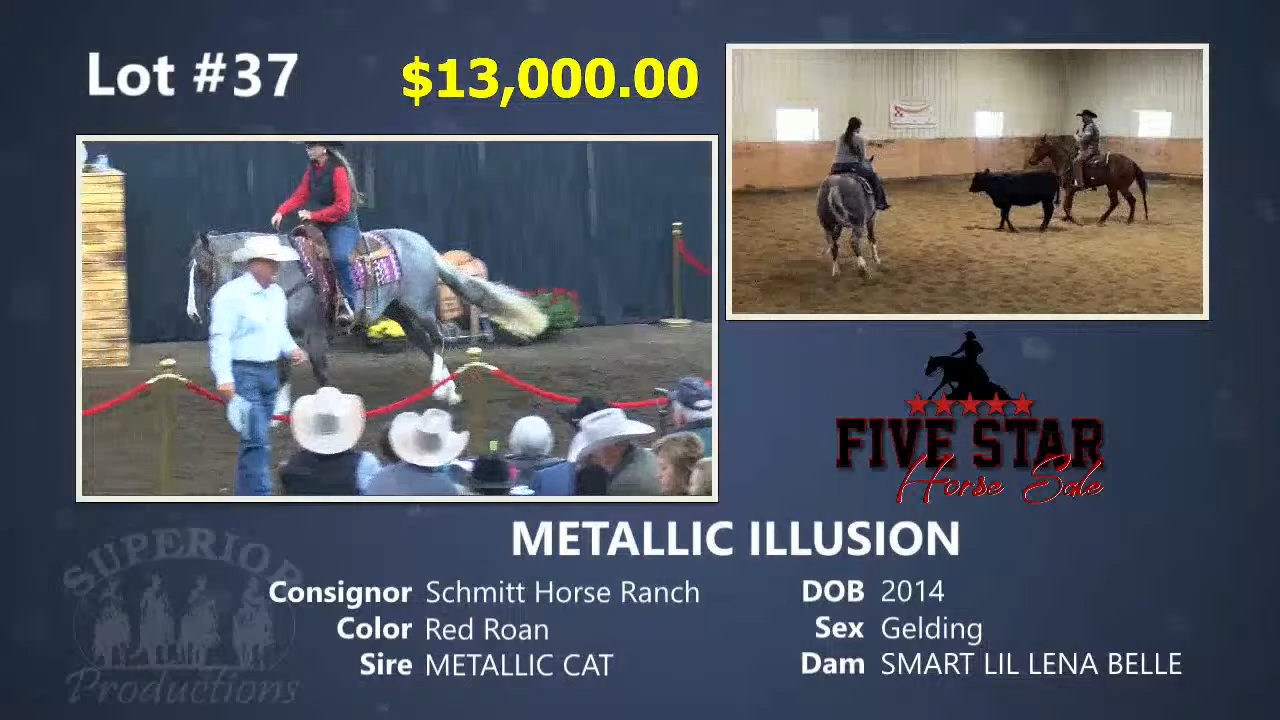 Lot #37
$13,000.00
FIVE STAR
Horse Sale
METALLIC ILLUSION
Consignor Schmitt Horse Ranch
Color Red Roan
Sire METALLIC CAT
DOB 2014
Sex Gelding
Dam SMART LIL LENA BELLE
SUPERIOR
Productions